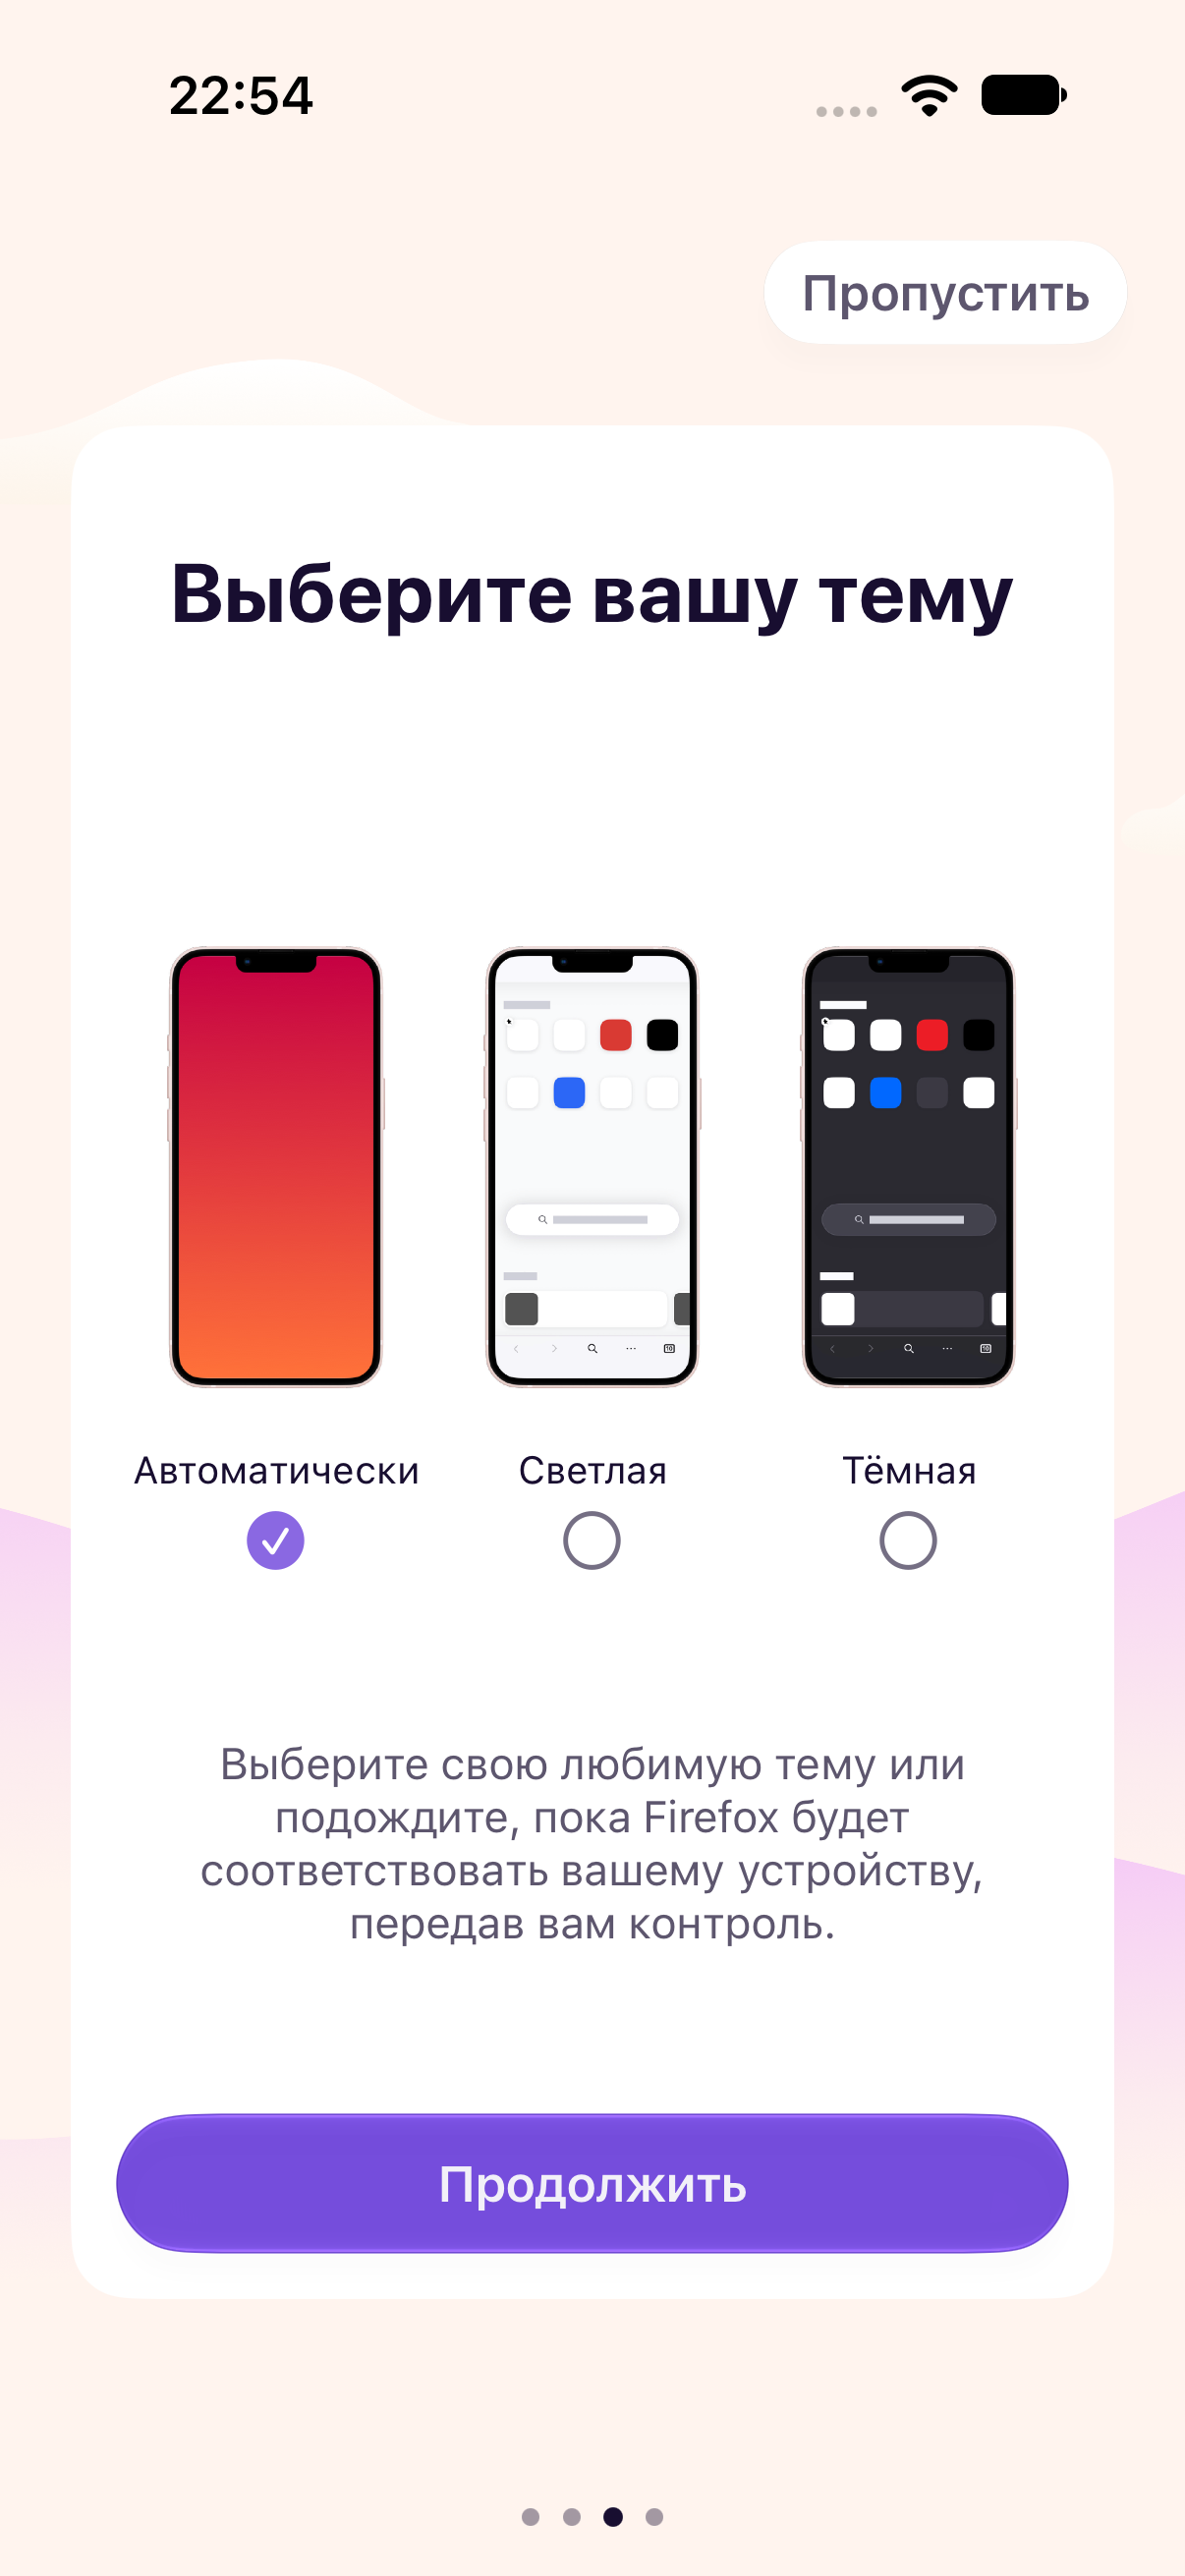 22:54
Пропустить
Выберите вашу тему
Автоматически
Светлая
Тёмная
Выберите свою любимую тему или
подождите, пока Firefox будет
соответствовать вашему устройству,
передав вам контроль.
Продолжить